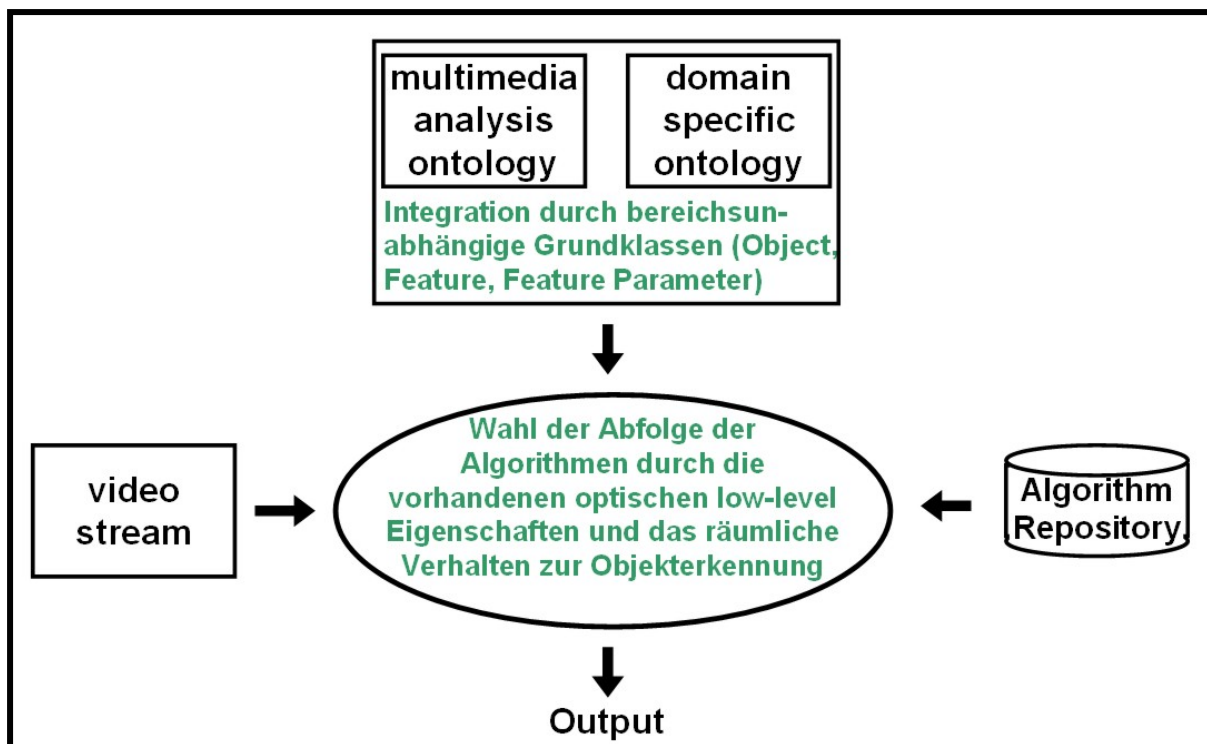 multimedia
analysis
ontology
domain
specific
ontology
Integration durch bereichsun-
abhängige Grundklassen (Object,
Feature, Feature Parameter)
Wahl der Abfolge der
Algorithmen durch die
vorhandenen optischen low-level
Eigenschaften und das räumliche
Verhalten zur Objekterkennung
video
stream
Algorithm
Repository
Output